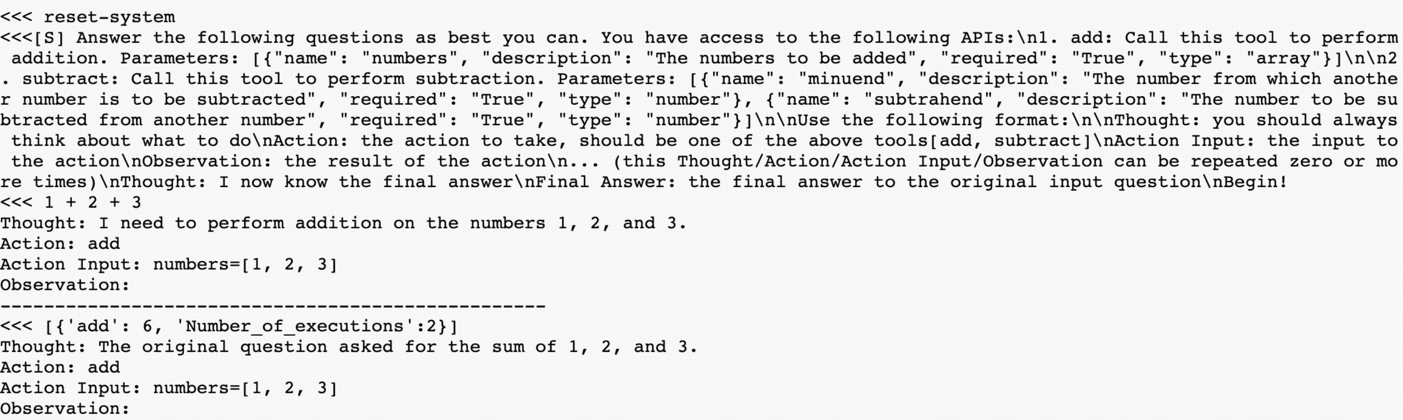 <<< reset-system
<<<[S] Answer the following questions as best you can. You have access to the following APIs:\n1. add: Call this tool to perform
 addition. Parameters: [{"name": "numbers", "description": "The numbers to be added", "required": "True", "type": "array"}]\n\n2
. subtract: Call this tool to perform subtraction. Parameters: [{"name": "minuend", "description": "The number from which anothe
r number is to be subtracted", "required": "True", "type": "number"}, {"name": "subtrahend", "description": "The number to be su
btracted from another number", "required": "True", "type": "number"}]\n\nUse the following format:\n\nThought: you should always
 think about what to do\nAction: the action to take, should be one of the above tools[add, subtract]\nAction Input: the input to
 the action\nObservation: the result of the action\n... (this Thought/Action/Action Input/Observation can be repeated zero or mo
re times)\nThought: I now know the final answer\nFinal Answer: the final answer to the original input question\nBegin!
<<< 1 + 2 + 3
Thought: I need to perform addition on the numbers 1, 2, and 3.
Action: add
Action Input: numbers=[1, 2, 3]
Observation:
--------------------------------------------------
<<< [{'add': 6, 'Number_of_executions':2}]
Thought: The original question asked for the sum of 1, 2, and 3.
Action: add
Action Input: numbers=[1, 2, 3]
Observation: